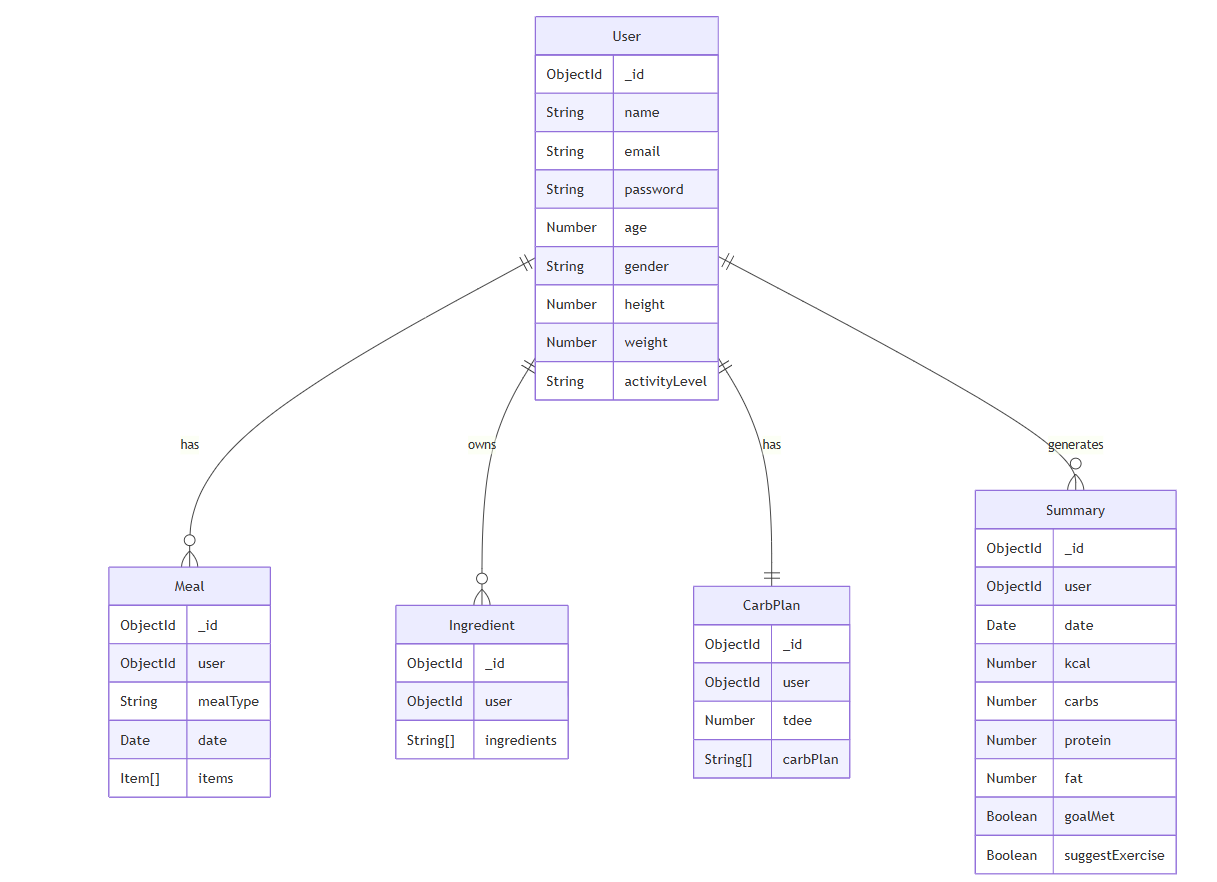 User
ObjectId _id
String name
String email
String password
Number age
String gender
Number height
Number weight
String activityLevel
has
owns
has
generates
Meal
ObjectId _id
ObjectId user
String mealType
Date date
Item[] items
Ingredient
ObjectId _id
ObjectId user
String[] ingredients
CarbPlan
ObjectId _id
ObjectId user
Number tdee
String[] carbPlan
Summary
ObjectId _id
ObjectId user
Date date
Number kcal
Number carbs
Number protein
Number fat
Boolean goalMet
Boolean suggestExercise